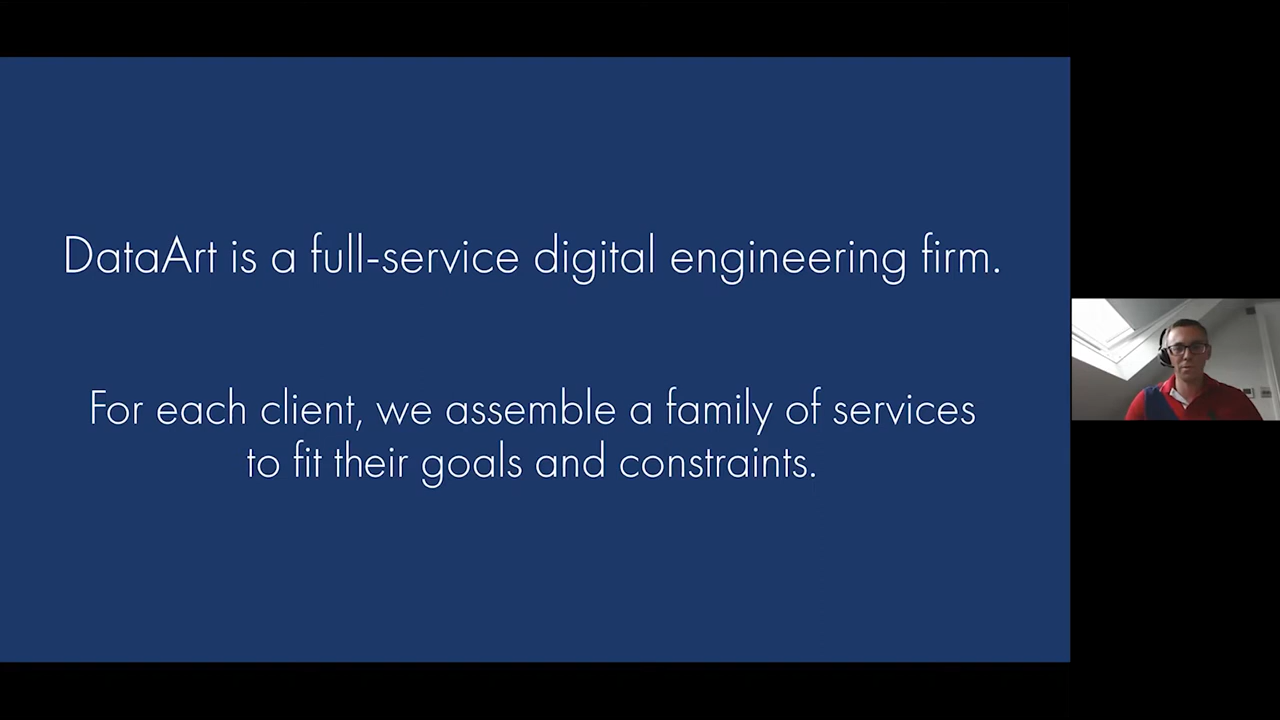 DataArt is a full-service digital engineering firm.
For each client, we assemble a family of services
to fit their goals and constraints.